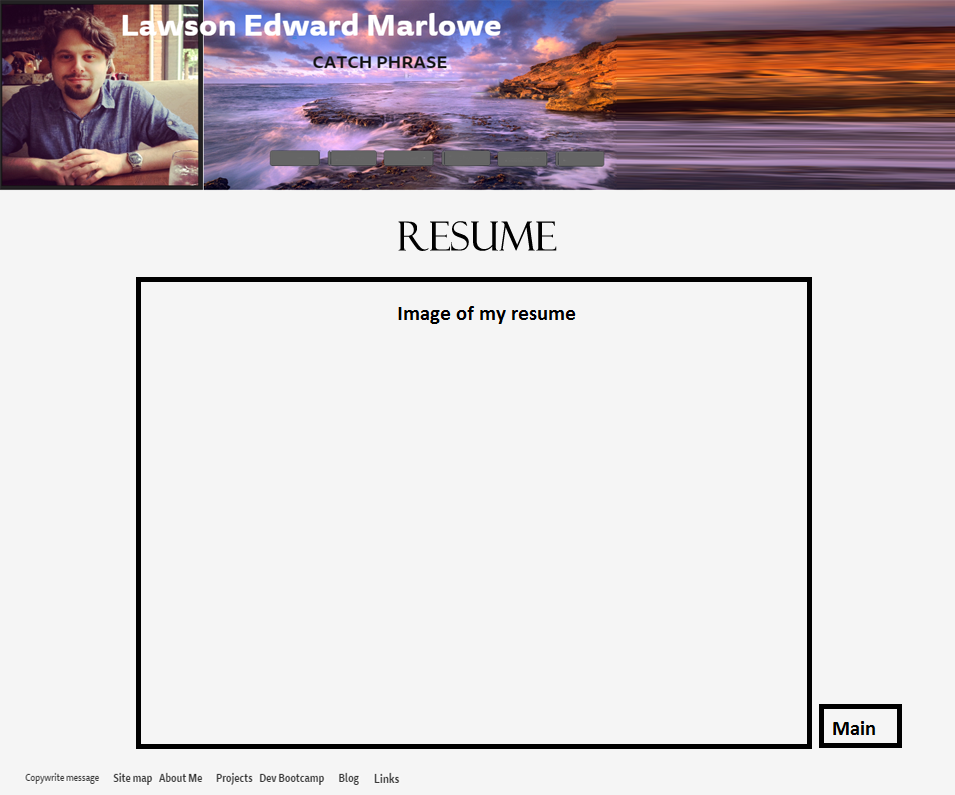 Lawson Edward Marlowe
CATCH PHRASE
RESUME
Image of my resume
Main
Copywrite message Site map About Me Projects Dev Bootcamp Blog Links